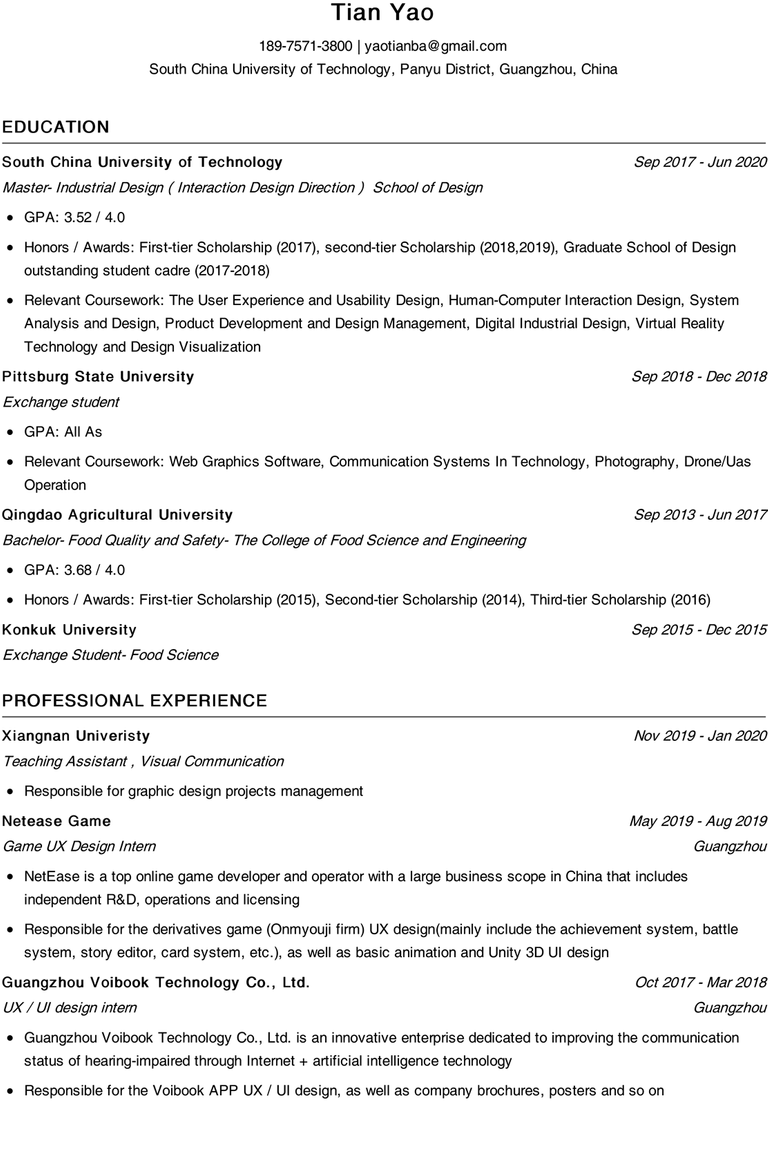 Tian Yao
189-7571-3800 | yaotianba@gmail.com
South China University of Technology, Panyu District, Guangzhou, China
EDUCATION
South China University of Technology Sep 2017 - Jun 2020
Master- Industrial Design ( Interaction Design Direction ) School of Design
• GPA: 3.52 / 4.0
• Honors / Awards: First-tier Scholarship (2017), second-tier Scholarship (2018,2019), Graduate School of Design
outstanding student cadre (2017-2018)
• Relevant Coursework: The User Experience and Usability Design, Human-Computer Interaction Design, System
Analysis and Design, Product Development and Design Management, Digital Industrial Design, Virtual Reality
Technology and Design Visualization
Pittsburg State University Sep 2018 - Dec 2018
Exchange student
• GPA: All As
• Relevant Coursework: Web Graphics Software, Communication Systems In Technology, Photography, Drone/Uas
Operation
Qingdao Agricultural University Sep 2013 - Jun 2017
Bachelor- Food Quality and Safety- The College of Food Science and Engineering
• GPA: 3.68 / 4.0
• Honors / Awards: First-tier Scholarship (2015), Second-tier Scholarship (2014), Third-tier Scholarship (2016)
Konkuk University Sep 2015 - Dec 2015
Exchange Student- Food Science
PROFESSIONAL EXPERIENCE
Xiangnan Univeristy Nov 2019 - Jan 2020
Teaching Assistant , Visual Communication
• Responsible for graphic design projects management
Netease Game May 2019 - Aug 2019
Game UX Design Intern Guangzhou
• NetEase is a top online game developer and operator with a large business scope in China that includes
independent R&D, operations and licensing
• Responsible for the derivatives game (Onmyouji firm) UX design(mainly include the achievement system, battle
system, story editor, card system, etc.), as well as basic animation and Unity 3D UI design
Guangzhou Voibook Technology Co., Ltd. Oct 2017 - Mar 2018
UX / UI design intern Guangzhou
• Guangzhou Voibook Technology Co., Ltd. is an innovative enterprise dedicated to improving the communication
status of hearing-impaired through Internet + artificial intelligence technology
• Responsible for the Voibook APP UX / UI design, as well as company brochures, posters and so on